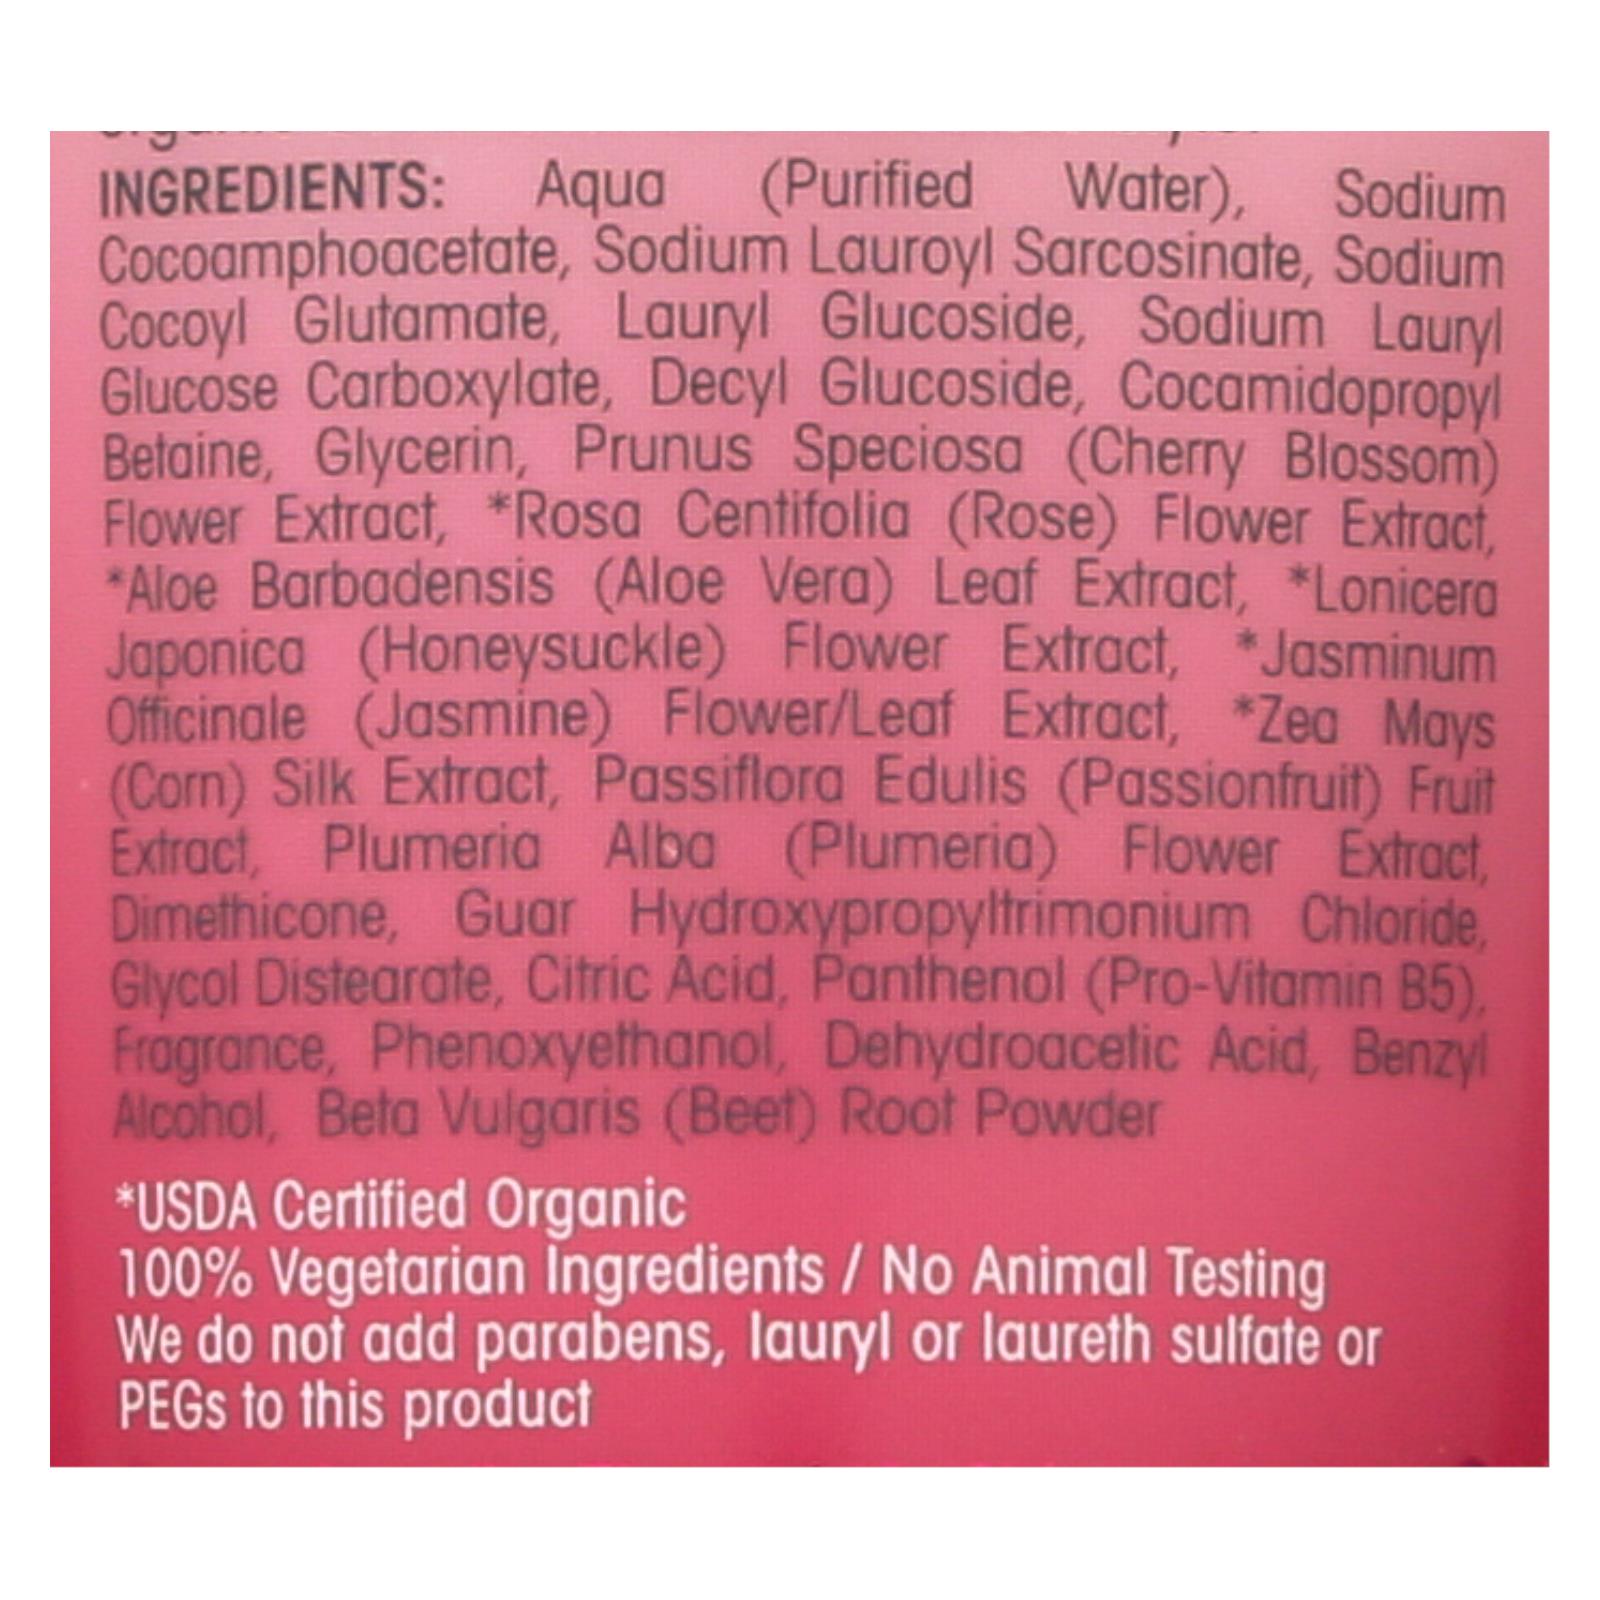 INGREDIENTS: Aqua (Purified Water), Sodium
Cocoamphoacetate, Sodium Lauroyl Sarcosinate, Sodium
Cocoyl Glutamate, Lauryl Glucoside, Sodium Lauryl
Glucose Carboxylate, Decyl Glucoside, Cocamidopropyl
Betaine, Glycerin, Prunus Speciosa (Cherry Blossom)
Flower Extract, *Rosa Centifolia (Rose) Flower Extract,
*Aloe Barbadensis (Aloe Vera) Leaf Extract, *Lonicera
Japonica (Honeysuckle) Flower Extract, *Jasminum
Officinale (Jasmine) Flower/Leaf Extract, *Zea Mays
(Corn) Silk Extract, Passiflora Edulis (Passionfruit) Fruit
Extract, Plumeria Alba (Plumeria) Flower Extract,
Dimethicone, Guar Hydroxypropyltrimonium Chloride,
Glycol Distearate, Citric Acid, Panthenol (Pro-Vitamin B5),
Fragrance, Phenoxyethanol, Dehydroacetic Acid, Benzyl
Alcohol, Beta Vulgaris (Beet) Root Powder
*USDA Certified Organic
100% Vegetarian Ingredients / No Animal Testing
We do not add parabens, lauryl or laureth sulfate or
PEGs to this product